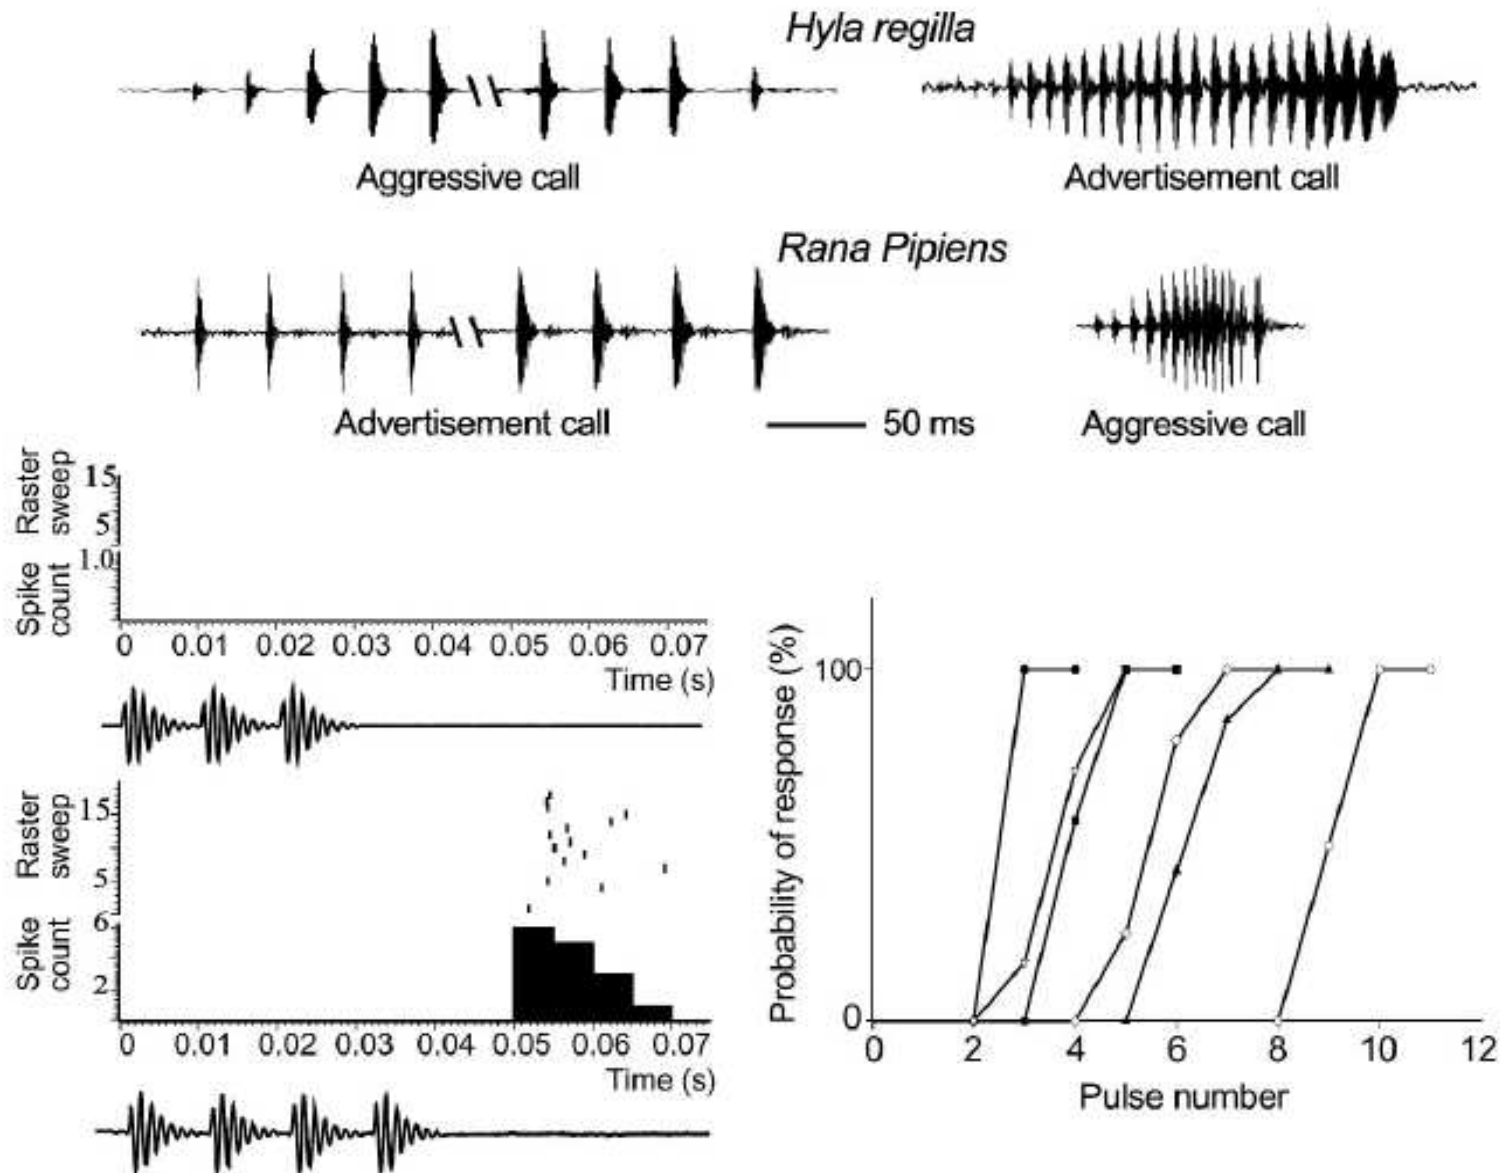 Hyla regilla
Aggressive call
Advertisement call
Rana Pipiens
Advertisement call
50 ms
Aggressive call
Raster sweep
15
5
Spike count
1.0
0 0.01 0.02 0.03 0.04 0.05 0.06 0.07
Time (s)
Raster sweep
15
5
Spike count
6
2
0 0.01 0.02 0.03 0.04 0.05 0.06 0.07
Time (s)
Probability of response (%)
100
0
0 2 4 6 8 10 12
Pulse number